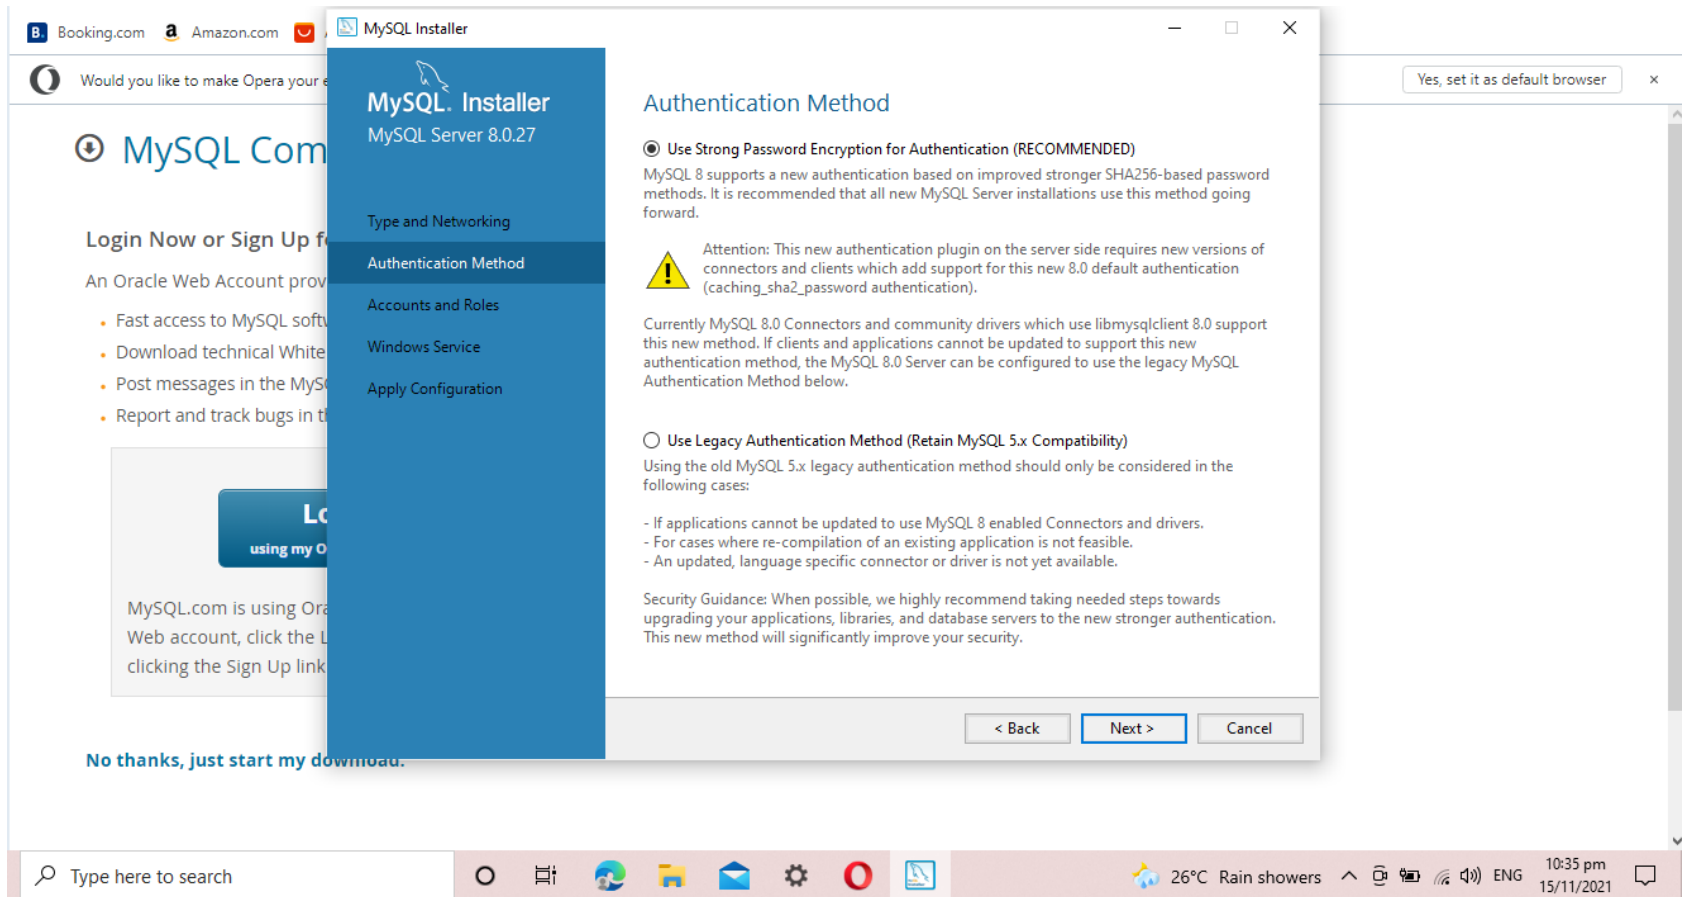 Booking.com
Amazon.com
Would you like to make Opera your
Yes, set it as default browser
MySQL Com
Login Now or Sign Up f
An Oracle Web Account prov
Fast access to MySQL soft
Download technical White
Post messages in the MyS
Report and track bugs in t
Lo
using my O
MySQL.com is using Ora
Web account, click the L
clicking the Sign Up link
No thanks, just start my download.
MySQL Installer
MySQL. Installer
MySQL Server 8.0.27
Type and Networking
Authentication Method
Accounts and Roles
Windows Service
Apply Configuration
Authentication Method
Use Strong Password Encryption for Authentication (RECOMMENDED)
MySQL 8 supports a new authentication based on improved stronger SHA256-based password
methods. It is recommended that all new MySQL Server installations use this method going
forward.
Attention: This new authentication plugin on the server side requires new versions of
connectors and clients which add support for this new 8.0 default authentication
(caching_sha2_password authentication).
Currently MySQL 8.0 Connectors and community drivers which use libmysqlclient 8.0 support
this new method. If clients and applications cannot be updated to support this new
authentication method, the MySQL 8.0 Server can be configured to use the legacy MySQL
Authentication Method below.
Use Legacy Authentication Method (Retain MySQL 5.x Compatibility)
Using the old MySQL 5.x legacy authentication method should only be considered in the
following cases:
- If applications cannot be updated to use MySQL 8 enabled Connectors and drivers.
- For cases where re-compilation of an existing application is not feasible.
- An updated, language specific connector or driver is not yet available.
Security Guidance: When possible, we highly recommend taking needed steps towards
upgrading your applications, libraries, and database servers to the new stronger authentication.
This new method will significantly improve your security.
< Back
Next >
Cancel
Type here to search
26°C Rain showers
ENG
10:35 pm
15/11/2021